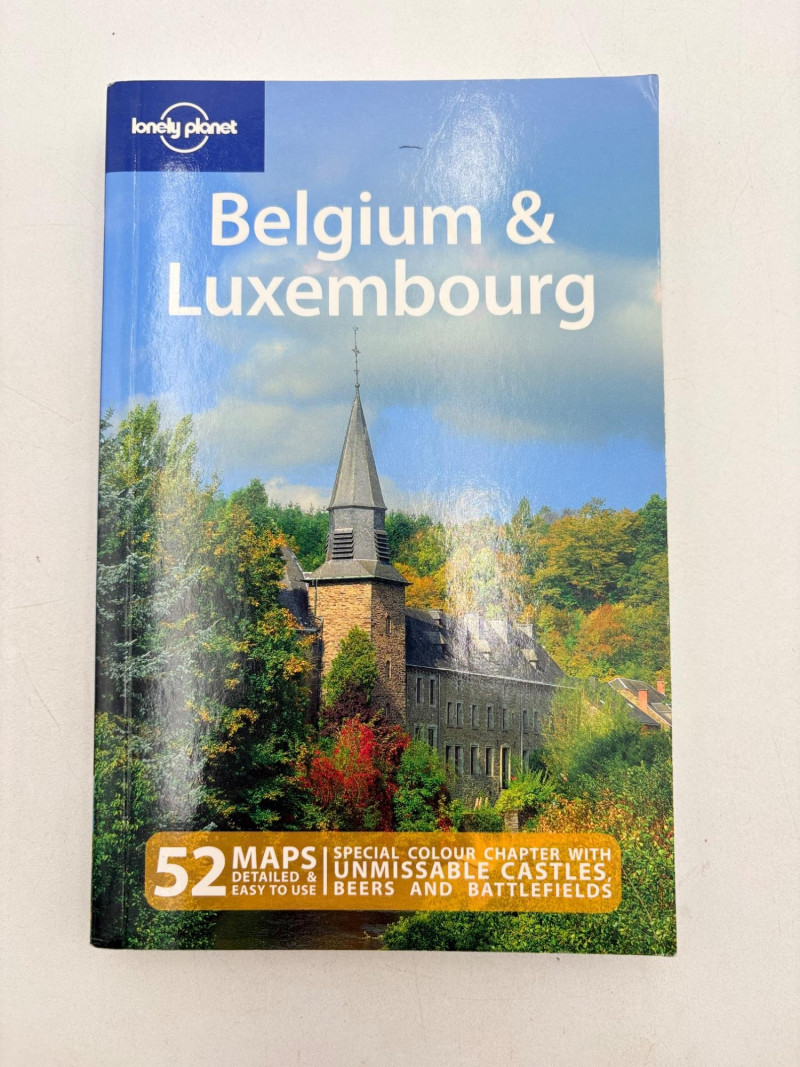 lonely planet
Belgium &
Luxembourg
52 MAPS
DETAILED &
EASY TO USE
SPECIAL COLOUR CHAPTER WITH
UNMISSABLE CASTLES,
BEERS AND BATTLEFIELDS